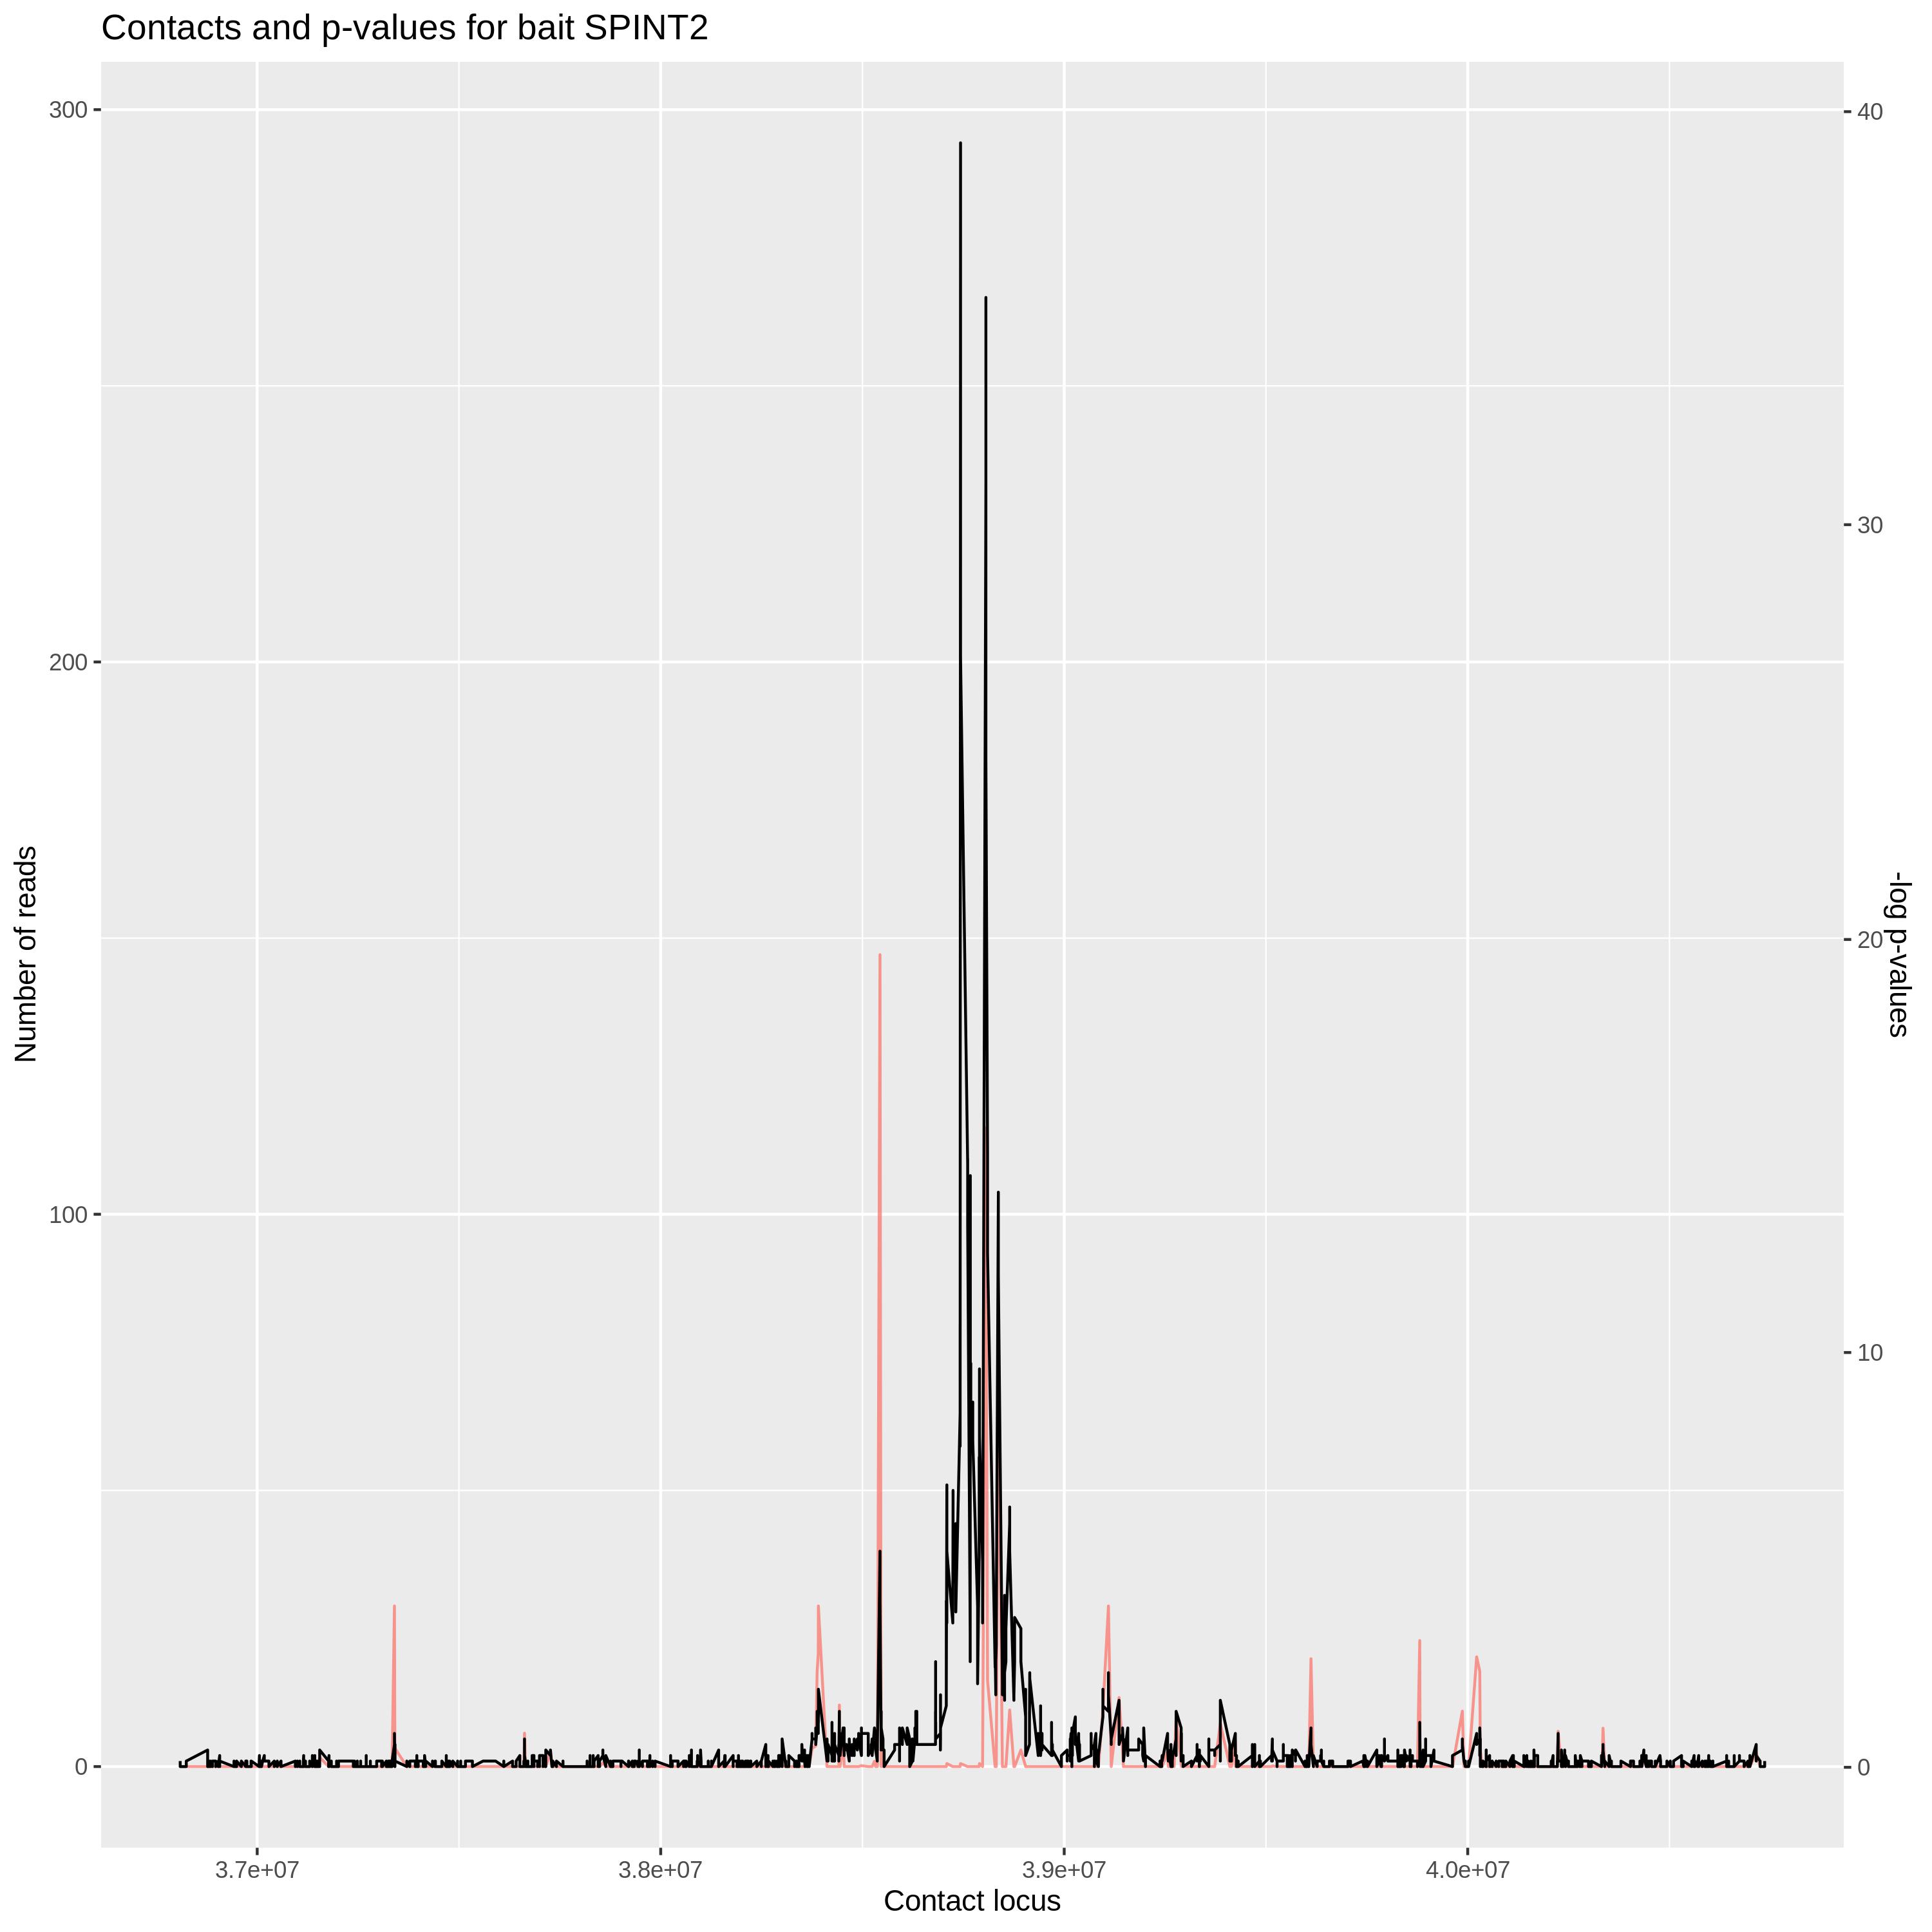 Contacts and p-values for bait SPINT2
300
200
100
0
40
30
20
10
0
Number of reads
-log p-values
3.7e+07
3.8e+07
3.9e+07
4.0e+07
Contact locus